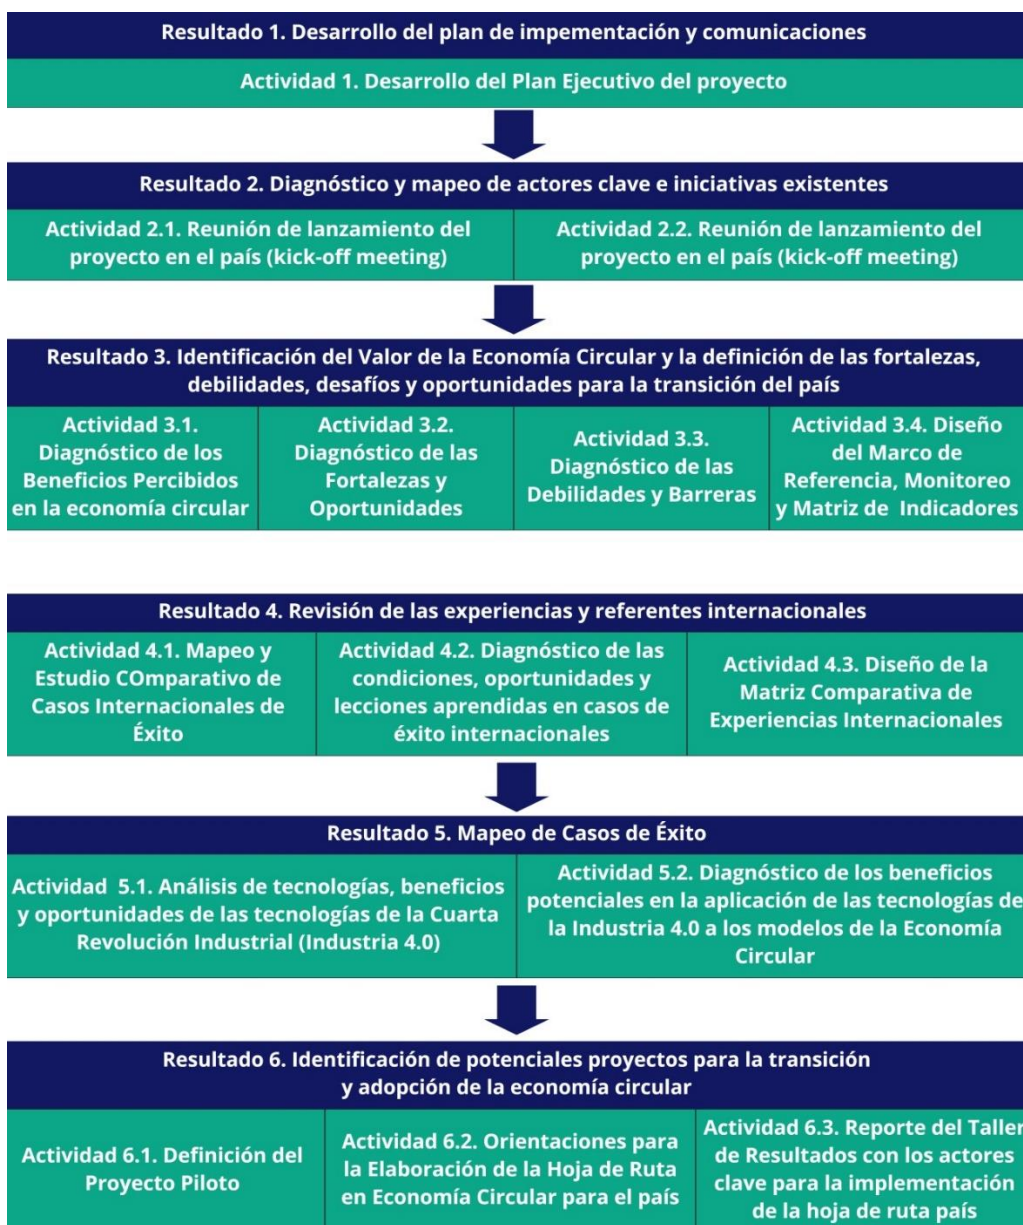 Resultado 1. Desarrollo del plan de impementación y comunicaciones
Actividad 1. Desarrollo del Plan Ejecutivo del proyecto
Resultado 2. Diagnóstico y mapeo de actores clave e iniciativas existentes
Actividad 2.1. Reunión de lanzamiento del
proyecto en el país (kick-off meeting)
Actividad 2.2. Reunión de lanzamiento del
proyecto en el país (kick-off meeting)
Resultado 3. Identificación del Valor de la Economía Circular y la definición de las fortalezas,
debilidades, desafíos y oportunidades para la transición del país
Actividad 3.1.
Diagnóstico de los
Beneficios Percibidos
en la economía circular
Actividad 3.2.
Diagnóstico de las
Fortalezas y
Oportunidades
Actividad 3.3.
Diagnóstico de las
Debilidades y Barreras
Actividad 3.4. Diseño
del Marco de
Referencia, Monitoreo
y Matriz de Indicadores
Resultado 4. Revisión de las experiencias y referentes internacionales
Actividad 4.1. Mapeo y
Estudio COmparativo de
Casos Internacionales de
Éxito
Actividad 4.2. Diagnóstico de las
condiciones, oportunidades y
lecciones aprendidas en casos de
éxito internacionales
Actividad 4.3. Diseño de la
Matriz Comparativa de
Experiencias Internacionales
Resultado 5. Mapeo de Casos de Éxito
Actividad 5.1. Análisis de tecnologías, beneficios
y oportunidades de las tecnologías de la Cuarta
Revolución Industrial (Industria 4.0)
Actividad 5.2. Diagnóstico de los beneficios
potenciales en la aplicación de las tecnologías de
la Industria 4.0 a los modelos de la Economía
Circular
Resultado 6. Identificación de potenciales proyectos para la transición
y adopción de la economía circular
Actividad 6.1. Definición del
Proyecto Piloto
Actividad 6.2. Orientaciones para
la Elaboración de la Hoja de Ruta
en Economía Circular para el país
Actividad 6.3. Reporte del Taller
de Resultados con los actores
clave para la implementación
de la hoja de ruta país